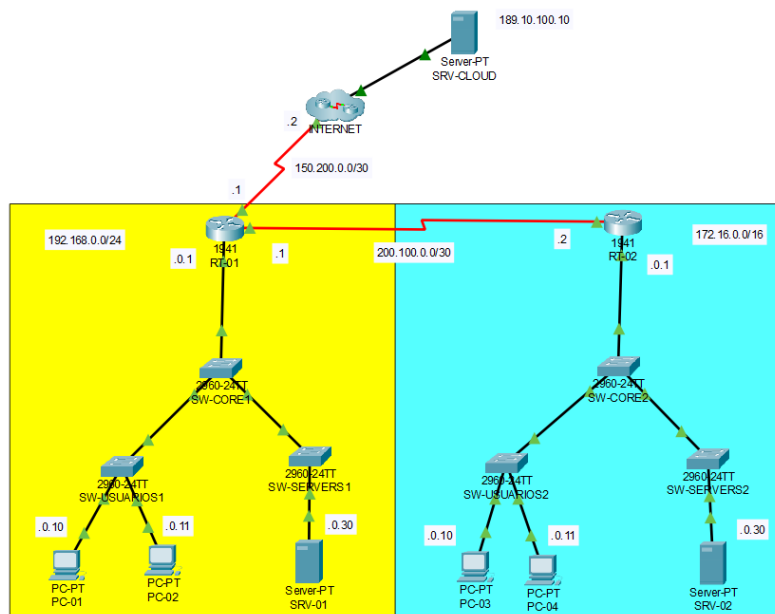 189.10.100.10
Server-PT
SRV-CLOUD
.2
INTERNET
150.200.0.0/30
.1
192.168.0.0/24
1941
RT-01
.0.1
.1
200.100.0.0/30
.2
1941
RT-02
172.16.0.0/16
.0.1
2960-24TT
SW-CORE1
2960-24TT
SW-CORE2
2960-24TT
SW-USUARIOS1
2960-24TT
SW-SERVERS1
2960-24TT
SW-USUARIOS2
2960-24TT
SW-SERVERS2
.0.10
.0.11
.0.30
.0.10
.0.11
.0.30
PC-PT
PC-01
PC-PT
PC-02
Server-PT
SRV-01
PC-PT
PC-03
PC-PT
PC-04
Server-PT
SRV-02